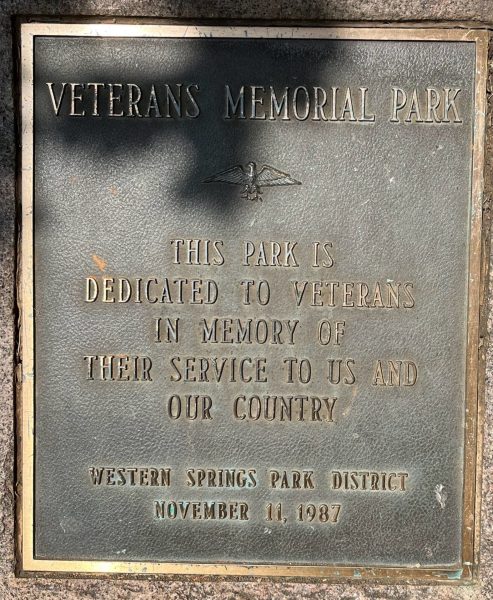 VETERANS MEMORIAL PARK
THIS PARK IS
DEDICATED TO VETERANS
IN MEMORY OF
THEIR SERVICE TO US AND
OUR COUNTRY
WESTERN SPRINGS PARK DISTRICT
NOVEMBER 11, 1987